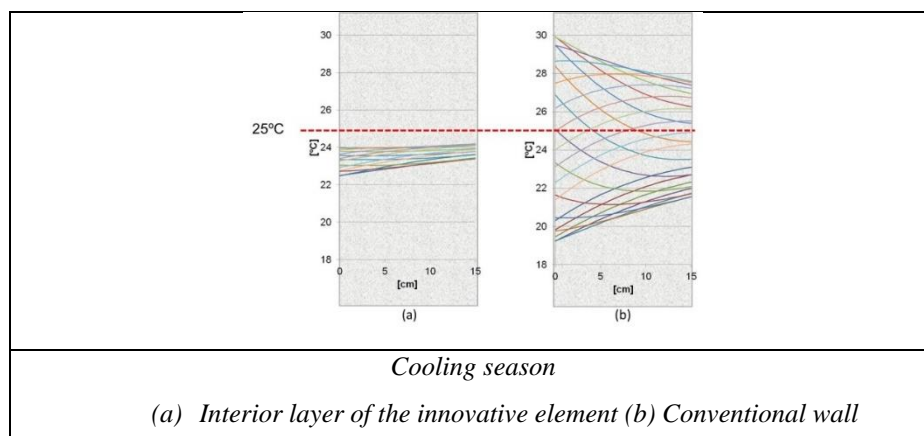 30
28
26
25ºC
24
[ºC]
22
20
18
0
5
10
15
[cm]
(a)
30
28
26
24
[ºC]
22
20
18
0
5
10
15
[cm]
(b)
Cooling season
(a) Interior layer of the innovative element (b) Conventional wall